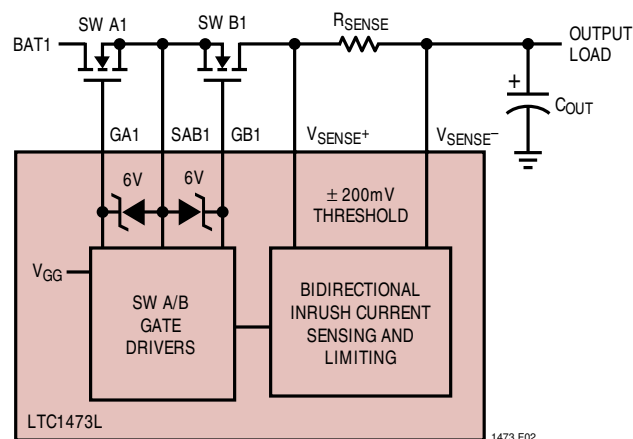 SW A1
SW B1
RSENSE
BAT1
OUTPUT
LOAD
+
COUT
GA1
SAB1
GB1
VSENSE+
VSENSE–
6V
6V
± 200mV
THRESHOLD
VGG
SW A/B
GATE
DRIVERS
BIDIRECTIONAL
INRUSH CURRENT
SENSING AND
LIMITING
LTC1473L
1473 F02